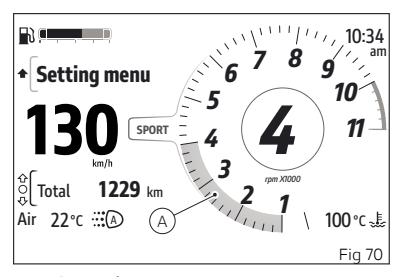 10:34
am
Setting menu
130
km/h
SPORT
1
2
3
4
5
6
7
8
9
10
11
4
rpm X1000
Total 1229 km
Air 22°c (A)
A
100°c
Fig 70